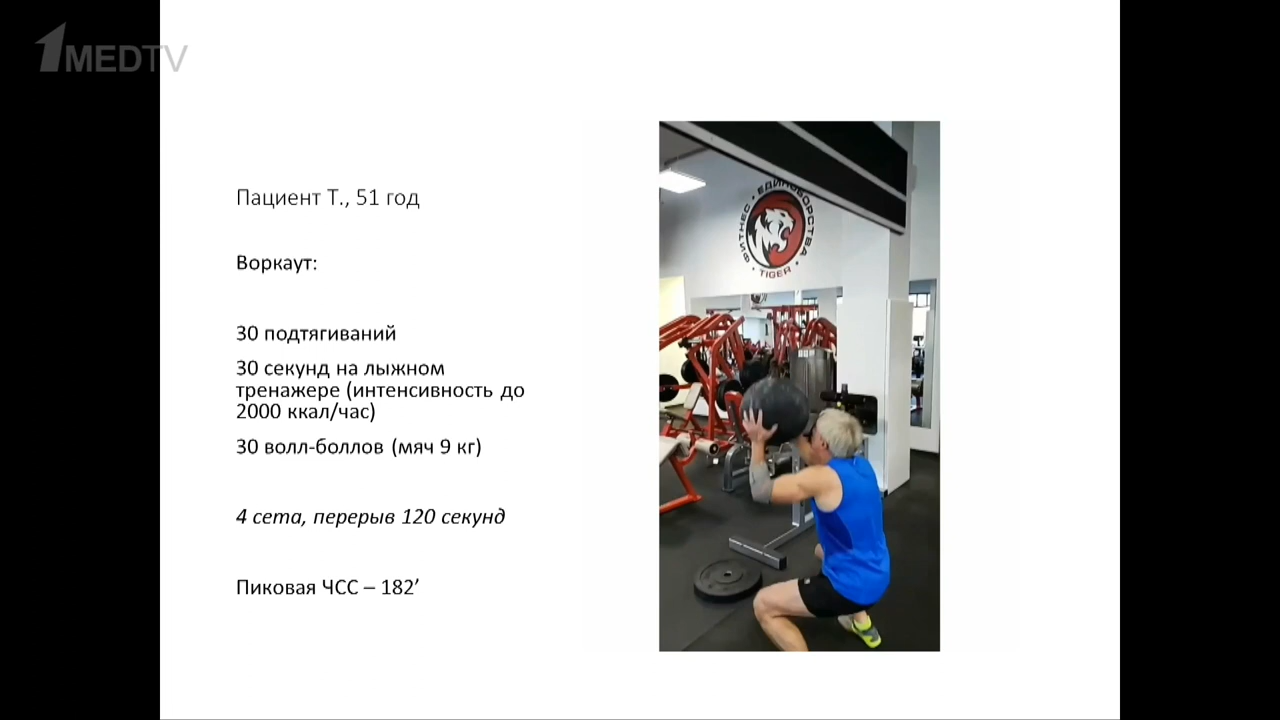 1MEDTV
Пациент Т., 51 год
Воркаут:
30 подтягиваний
30 секунд на лыжном
тренажере (интенсивность до
2000 ккал/час)
30 волл-боллов (мяч 9 кг)
4 сета, перерыв 120 секунд
Пиковая ЧСС – 182’
ФИТНЕС • ЕДИНОБОРСТВА
• TIGER •